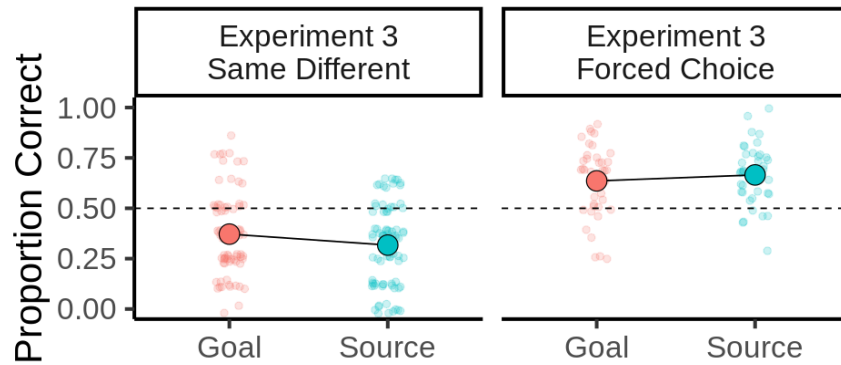 Experiment 3
Same Different
Experiment 3
Forced Choice
Proportion Correct
1.00
0.75
0.50
0.25
0.00
Goal
Source
Goal
Source